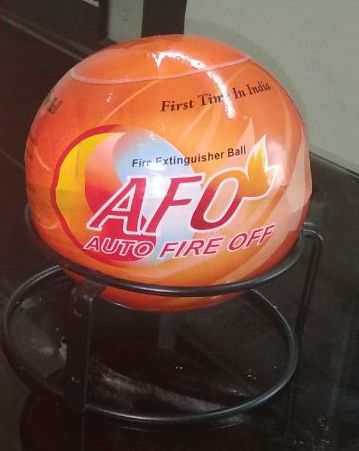 First Time In India
Fire Extinguisher Ball
AFO
AUTO FIRE OFF